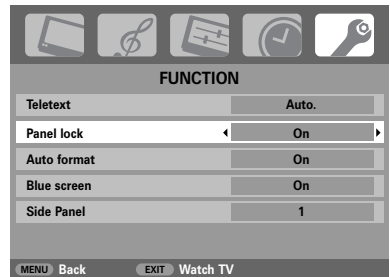 FUNCTION
Teletext Auto.
Panel lock On
Auto format On
Blue screen On
Side Panel 1
MENU Back EXIT Watch TV